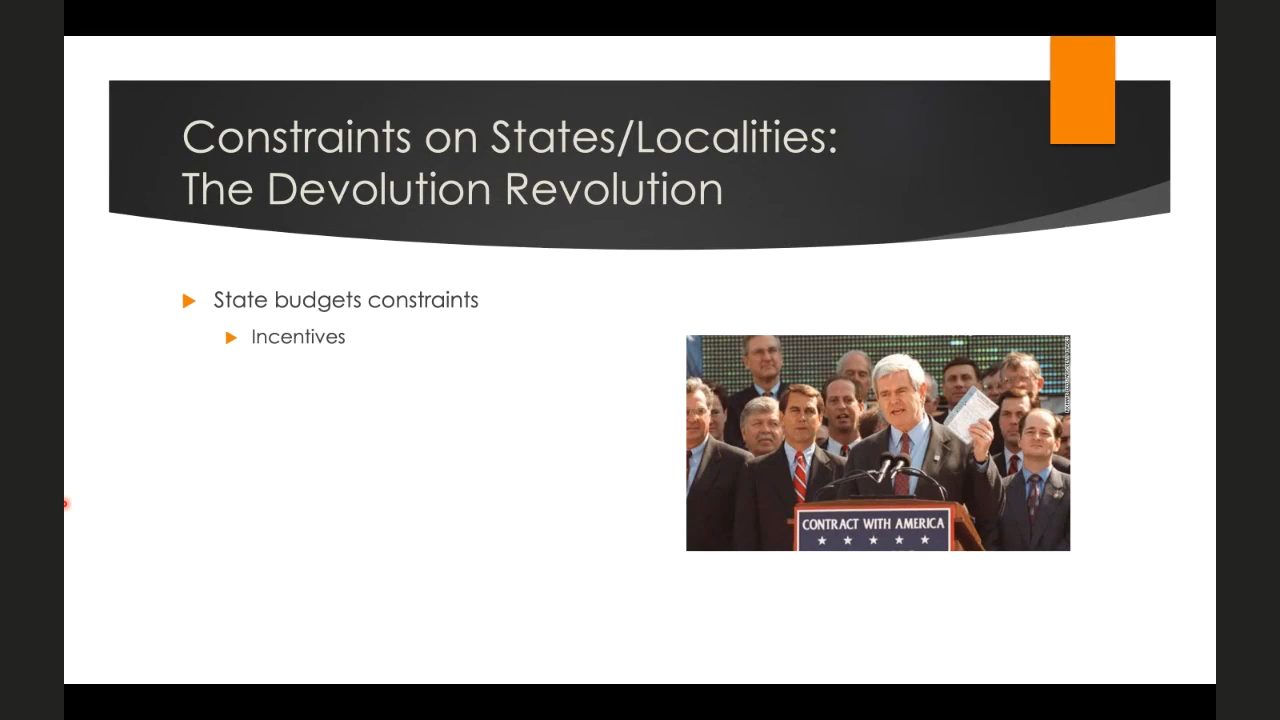 Constraints on States/Localities:
The Devolution Revolution
State budgets constraints
Incentives
CONTRACT WITH AMERICA